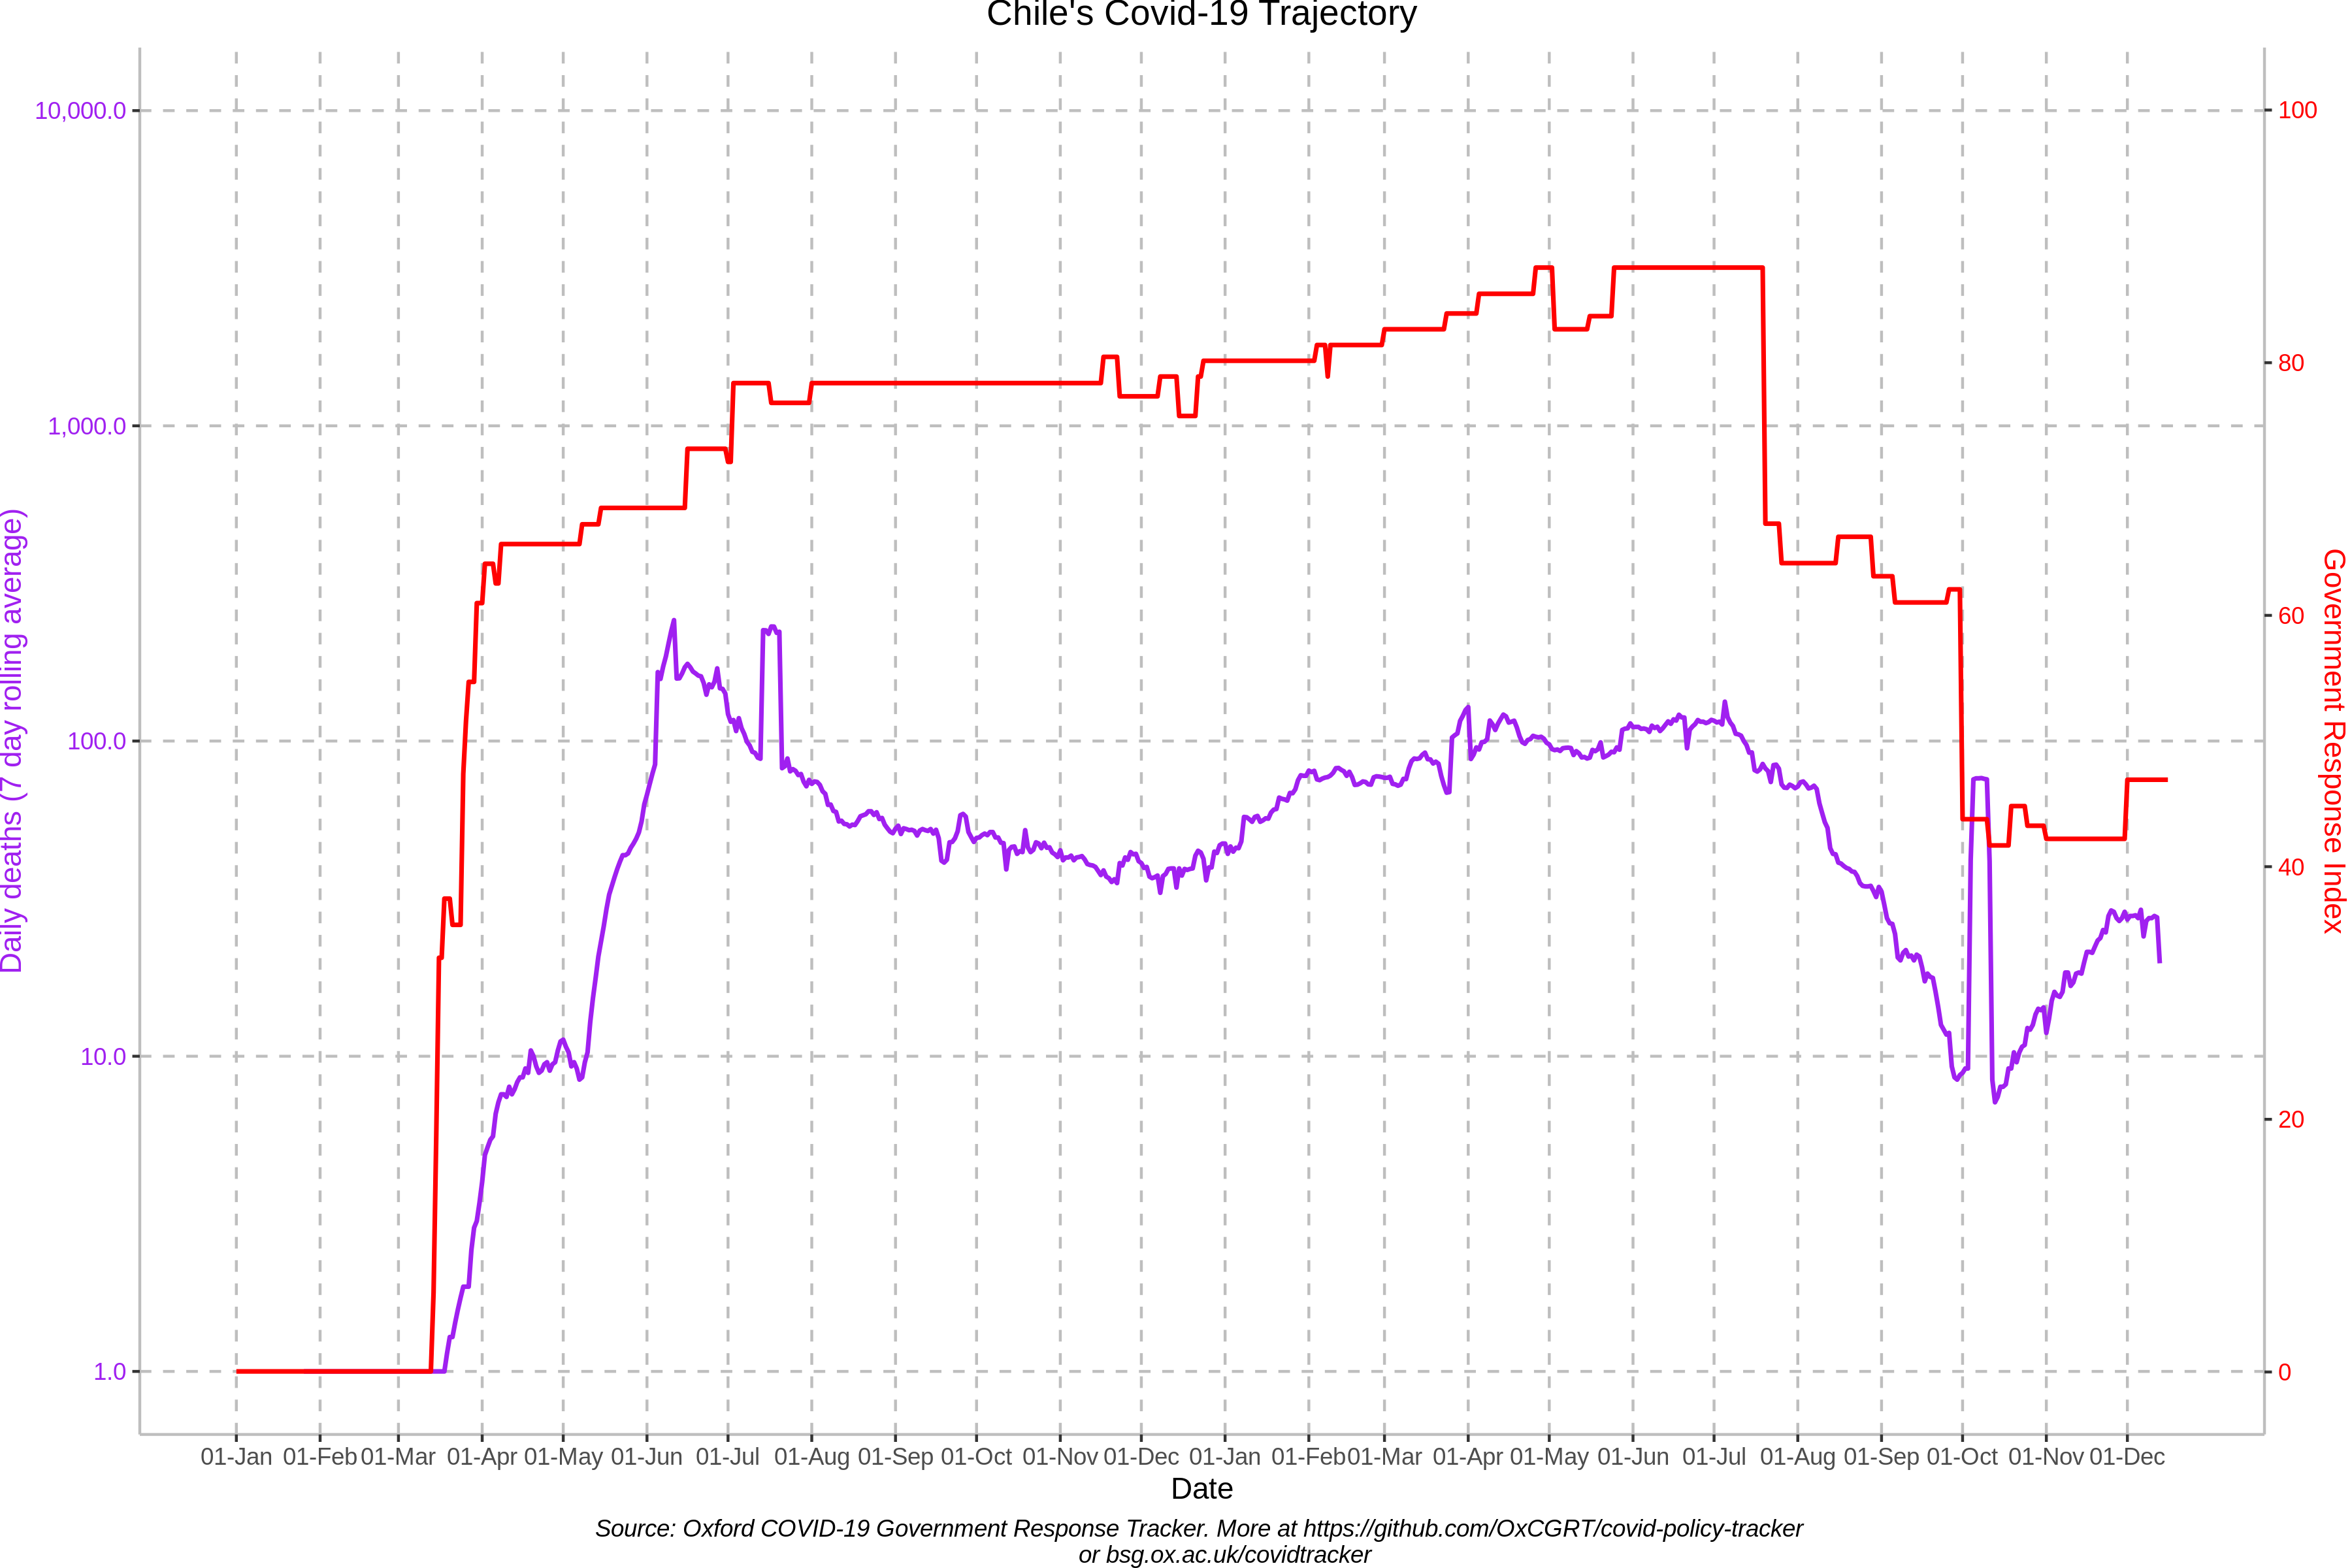 Chile's Covid-19 Trajectory
10,000.0
1,000.0
100.0
10.0
1.0
Daily deaths (7 day rolling average)
100
80
60
40
20
0
Government Response Index
01-Jan 01-Feb 01-Mar 01-Apr 01-May 01-Jun 01-Jul 01-Aug 01-Sep 01-Oct 01-Nov 01-Dec 01-Jan 01-Feb 01-Mar 01-Apr 01-May 01-Jun 01-Jul 01-Aug 01-Sep 01-Oct 01-Nov 01-Dec
Date
Source: Oxford COVID-19 Government Response Tracker. More at https://github.com/OxCGRT/covid-policy-tracker
or bsg.ox.ac.uk/covidtracker